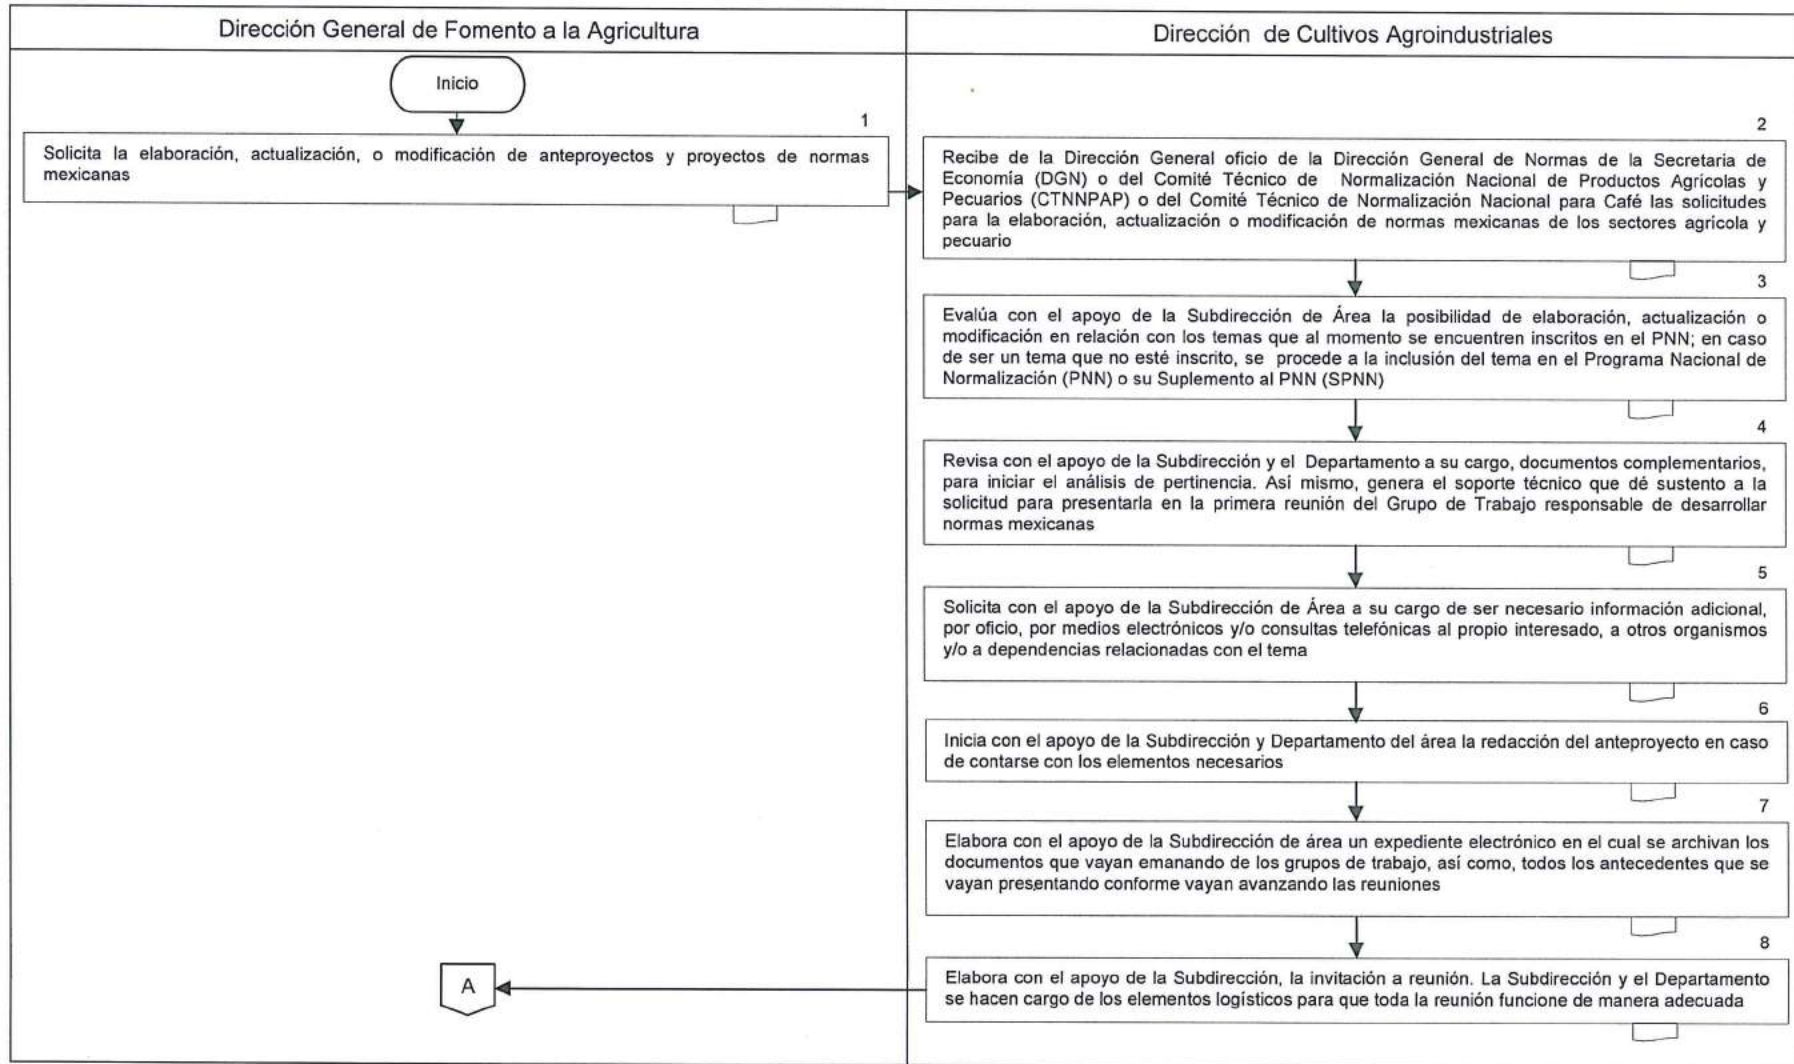 Dirección General de Fomento a la Agricultura
Dirección de Cultivos Agroindustriales
Inicio
1
Solicita la elaboración, actualización, o modificación de anteproyectos y proyectos de normas
mexicanas
2
Recibe de la Dirección General oficio de la Dirección General de Normas de la Secretaria de
Economía (DGN) o del Comité Técnico de Normalización Nacional de Productos Agrícolas y
Pecuarios (CTNNPAP) o del Comité Técnico de Normalización Nacional para Café las solicitudes
para la elaboración, actualización o modificación de normas mexicanas de los sectores agrícola y
pecuario
3
Evalúa con el apoyo de la Subdirección de Área la posibilidad de elaboración, actualización o
modificación en relación con los temas que al momento se encuentren inscritos en el PNN; en caso
de ser un tema que no esté inscrito, se procede a la inclusión del tema en el Programa Nacional de
Normalización (PNN) o su Suplemento al PNN (SPNN)
4
Revisa con el apoyo de la Subdirección y el Departamento a su cargo, documentos complementarios,
para iniciar el análisis de pertinencia. Así mismo, genera el soporte técnico que dé sustento a la
solicitud para presentarla en la primera reunión del Grupo de Trabajo responsable de desarrollar
normas mexicanas
5
Solicita con el apoyo de la Subdirección de Área a su cargo de ser necesario información adicional,
por oficio, por medios electrónicos y/o consultas telefónicas al propio interesado, a otros organismos
y/o a dependencias relacionadas con el tema
6
Inicia con el apoyo de la Subdirección y Departamento del área la redacción del anteproyecto en caso
de contarse con los elementos necesarios
7
Elabora con el apoyo de la Subdirección de área un expediente electrónico en el cual se archivan los
documentos que vayan emanando de los grupos de trabajo, así como, todos los antecedentes que se
vayan presentando conforme vayan avanzando las reuniones
8
Elabora con el apoyo de la Subdirección, la invitación a reunión. La Subdirección y el Departamento
se hacen cargo de los elementos logísticos para que toda la reunión funcione de manera adecuada
A